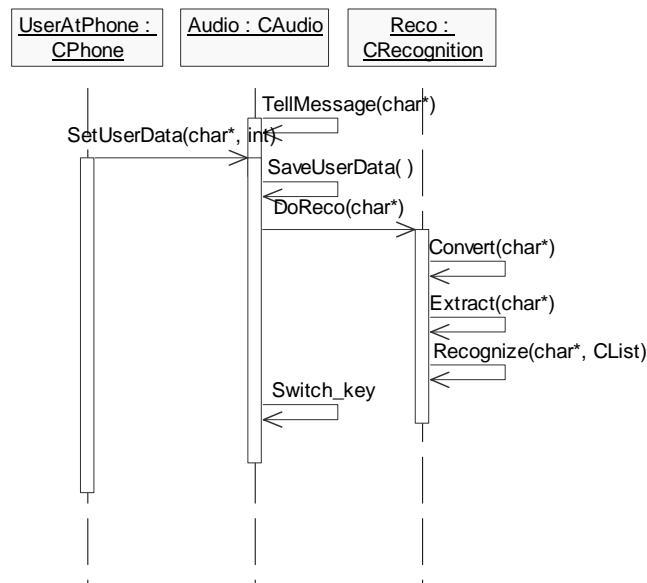 UserAtPhone :
CPhone
Audio : CAudio
Reco :
CRecognition
TellMessage(char*)
SetUserData(char*, int)
SaveUserData( )
DoReco(char*)
Convert(char*)
Extract(char*)
Recognize(char*, CList)
Switch_key